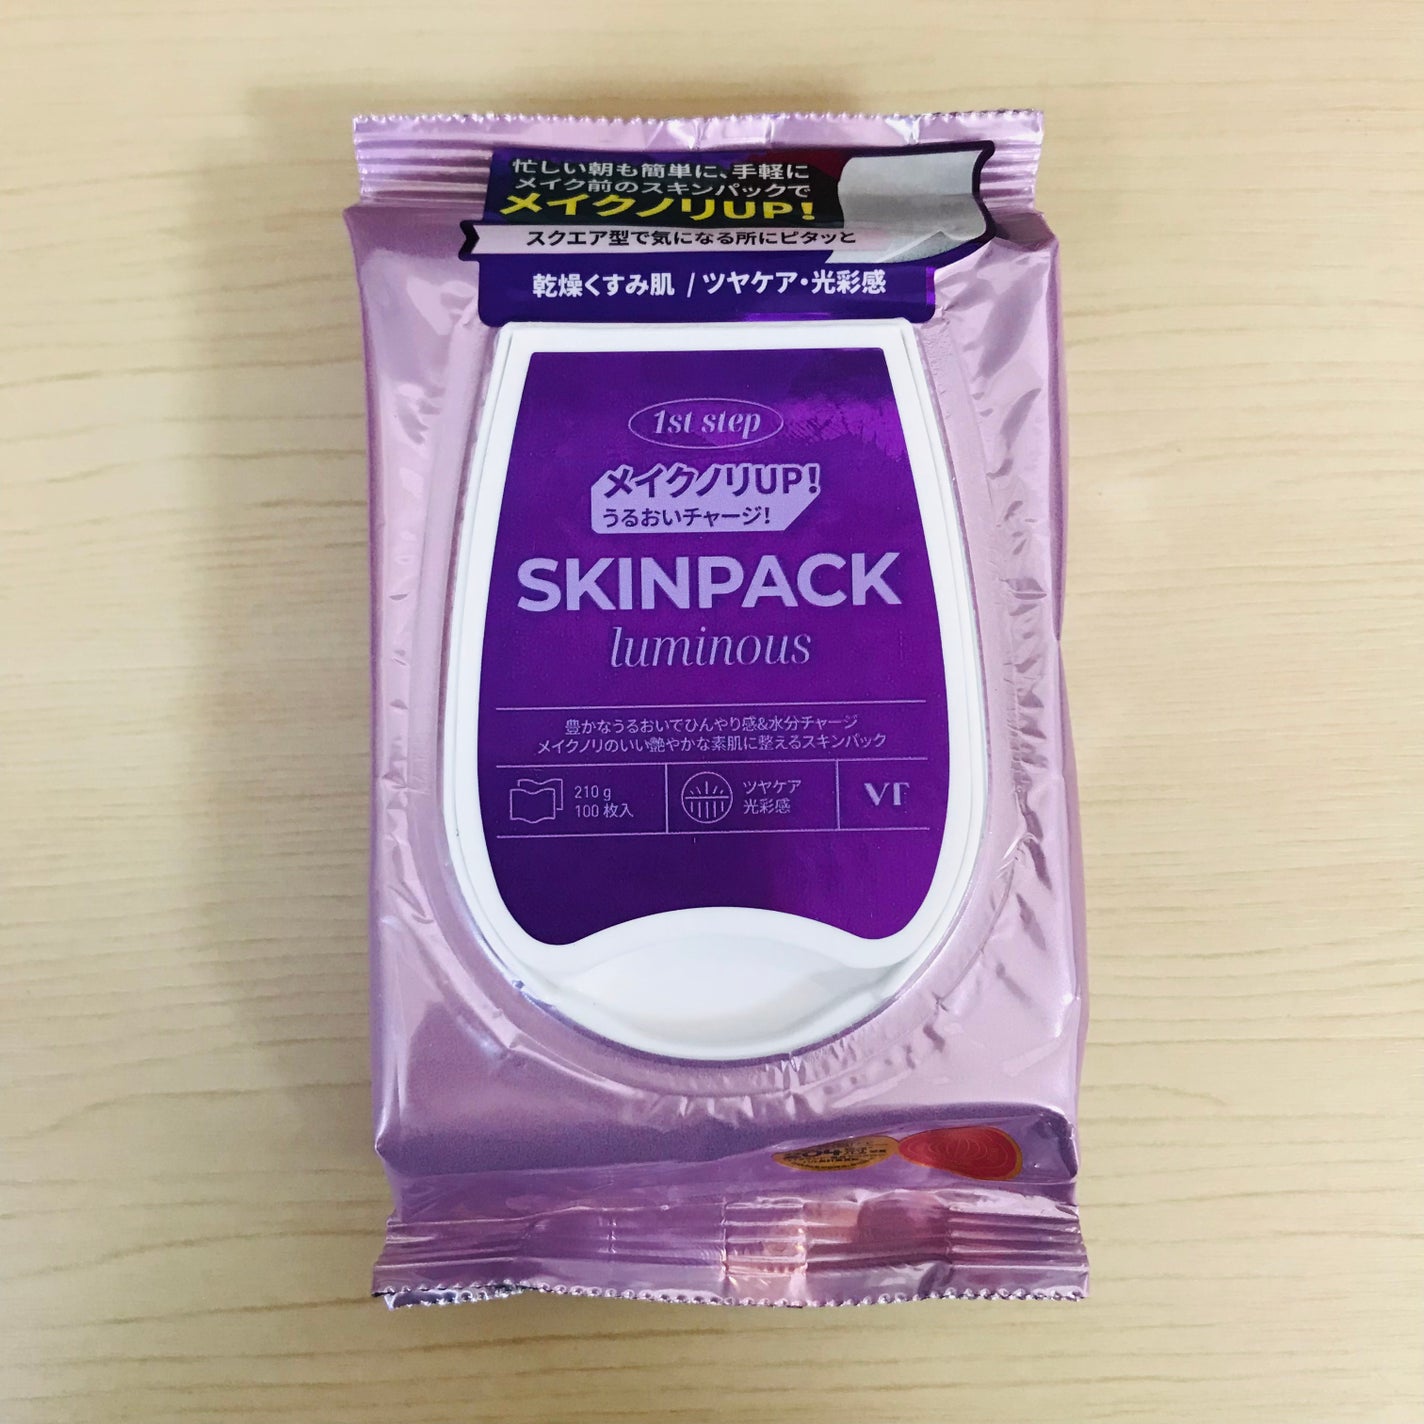 忙しい朝も簡単に、手軽に
メイク前のスキンパックで
メイクノリUP!
スクエア型で気になる所にピタッと
乾燥くすみ肌 / ツヤケア・光彩感
1st step
メイクノリUP!
うるおいチャージ!
SKINPACK
luminous
豊かなうるおいでひんやり感&水分チャージ
メイクノリのいい艶やかな素肌に整えるスキンパック
210 g
100 枚入
ツヤケア
光彩感
VT